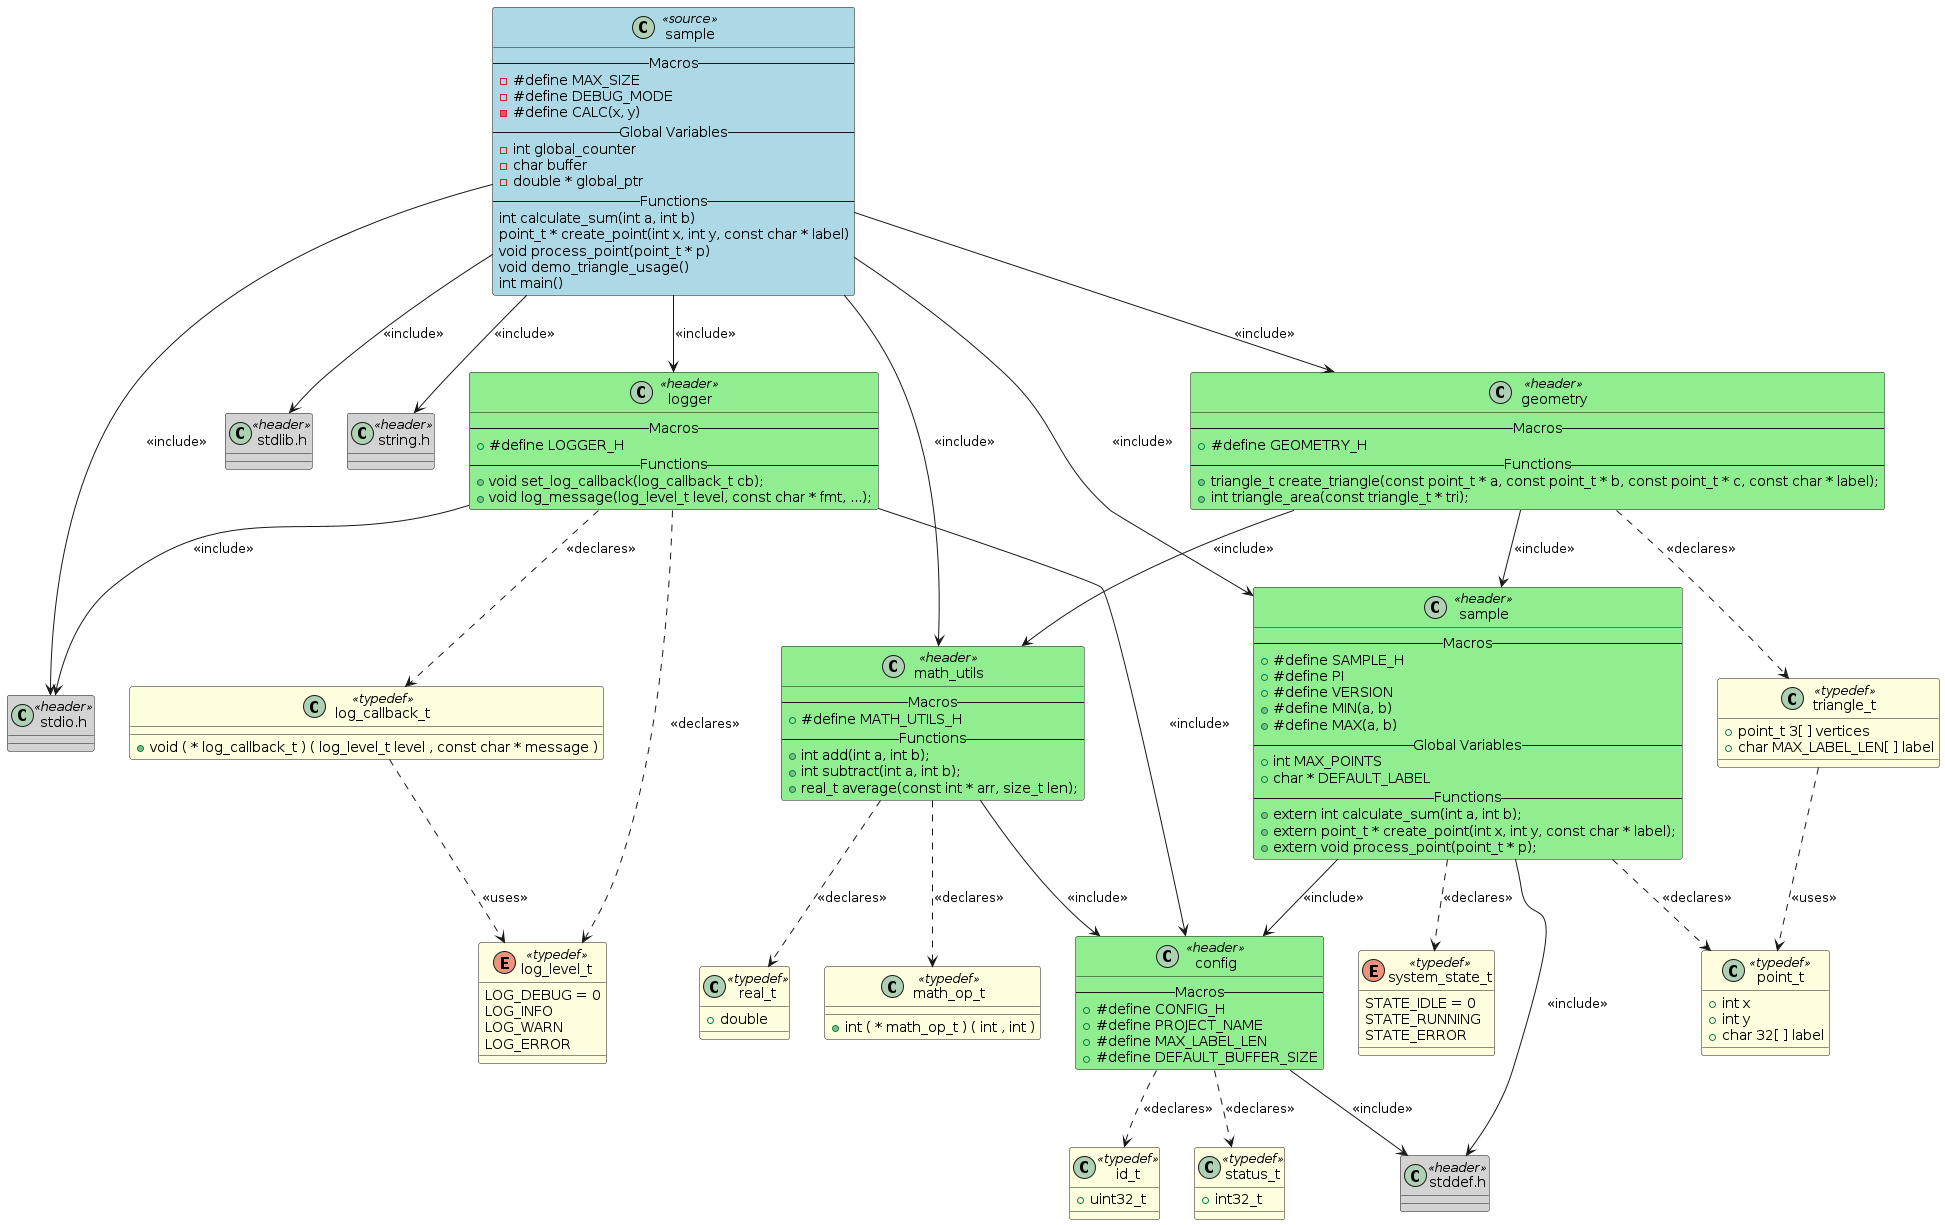 «source»
C
sample
Macros
#define MAX_SIZE
#define DEBUG_MODE
#define CALC(x, y)
Global Variables
int global_counter
char buffer
double * global_ptr
Functions
int calculate_sum(int a, int b)
point_t * create_point(int x, int y, const char * label)
void process_point(point_t * p)
void demo_triangle_usage()
int main()
«include»
«include»
«include»
«include»
«include»
«include»
«include»
«header»
C
stdlib.h
«header»
C
string.h
«header»
C
logger
Macros
#define LOGGER_H
Functions
void set_log_callback(log_callback_t cb);
void log_message(log_level_t level, const char * fmt, ...);
«header»
C
geometry
Macros
#define GEOMETRY_H
Functions
triangle_t create_triangle(const point_t * a, const point_t * b, const point_t * c, const char * label);
int triangle_area(const triangle_t * tri);
«include»
«declares»
«include»
«include»
«declares»
«declares»
«include»
«header»
C
stdio.h
«typedef»
C
log_callback_t
void ( * log_callback_t ) ( log_level_t level , const char * message )
«header»
C
math_utils
Macros
#define MATH_UTILS_H
Functions
int add(int a, int b);
int subtract(int a, int b);
real_t average(const int * arr, size_t len);
«header»
C
sample
Macros
#define SAMPLE_H
#define PI
#define VERSION
#define MIN(a, b)
#define MAX(a, b)
Global Variables
int MAX_POINTS
char * DEFAULT_LABEL
Functions
extern int calculate_sum(int a, int b);
extern point_t * create_point(int x, int y, const char * label);
extern void process_point(point_t * p);
«typedef»
C
triangle_t
point_t 3[ ] vertices
char MAX_LABEL_LEN[ ] label
«uses»
«declares»
«declares»
«include»
«include»
«declares»
«declares»
«uses»
«include»
«typedef»
E
log_level_t
LOG_DEBUG = 0
LOG_INFO
LOG_WARN
LOG_ERROR
«typedef»
C
real_t
double
«typedef»
C
math_op_t
int ( * math_op_t ) ( int , int )
«header»
C
config
Macros
#define CONFIG_H
#define PROJECT_NAME
#define MAX_LABEL_LEN
#define DEFAULT_BUFFER_SIZE
«typedef»
E
system_state_t
STATE_IDLE = 0
STATE_RUNNING
STATE_ERROR
«typedef»
C
point_t
int x
int y
char 32[ ] label
«declares»
«declares»
«include»
«typedef»
C
id_t
uint32_t
«typedef»
C
status_t
int32_t
«header»
C
stddef.h